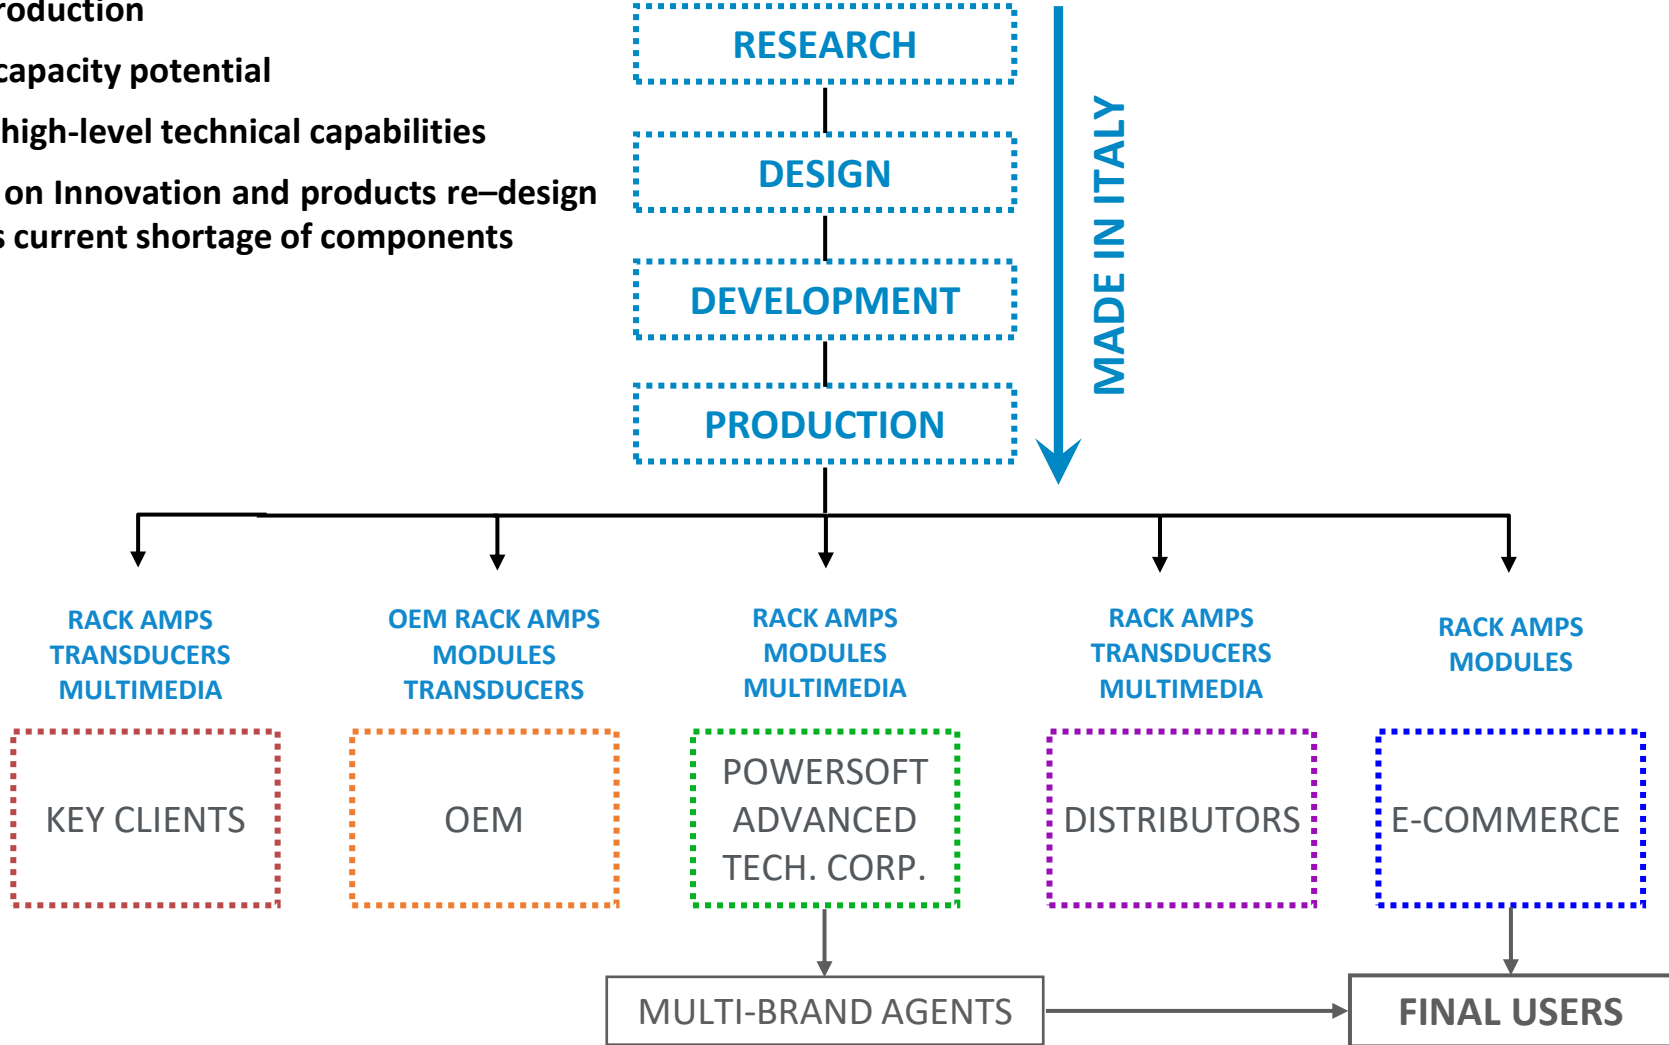 roduction
capacity potential
high-level technical capabilities
on Innovation and products re–design
s current shortage of components
RESEARCH
DESIGN
DEVELOPMENT
PRODUCTION
MADE IN ITALY
RACK AMPS
TRANSDUCERS
MULTIMEDIA
OEM RACK AMPS
MODULES
TRANSDUCERS
RACK AMPS
MODULES
MULTIMEDIA
RACK AMPS
TRANSDUCERS
MULTIMEDIA
RACK AMPS
MODULES
KEY CLIENTS
OEM
POWERSOFT
ADVANCED
TECH. CORP.
DISTRIBUTORS
E-COMMERCE
MULTI-BRAND AGENTS
FINAL USERS